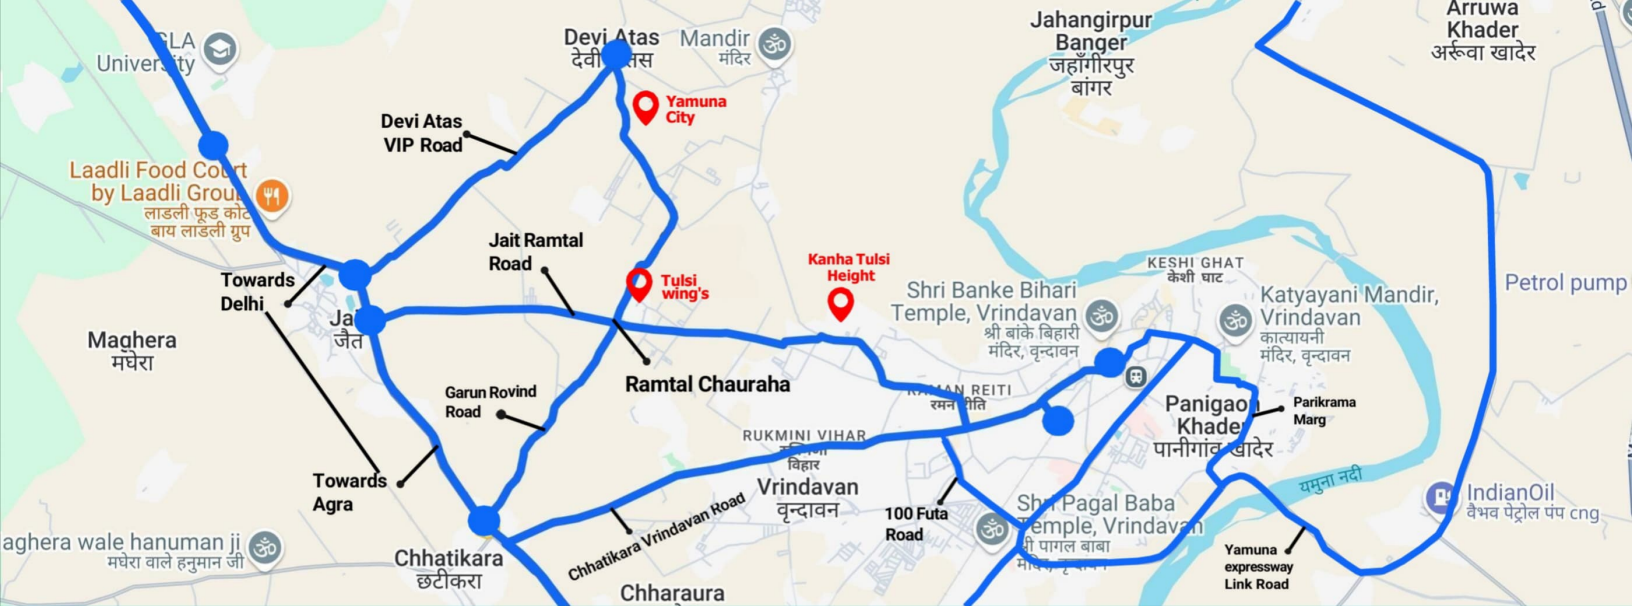 GLA
University
Devi Atas
Mandir
मंदिर
Jahangirpur
Banger
जहाँगीरपुर
बांगर
Arruwa
Khader
अर्रूवा खादेर
Yamuna
City
Devi Atas
VIP Road
Laadli Food Court
by Laadli Group
लाडली फूड कोर्ट
बाय लाडली ग्रुप
Jait Ramtal
Road
Towards
Delhi
Tulsi
wing's
Kanha Tulsi
Height
KESHI GHAT
केशी घाट
Petrol pump
Shri Banke Bihari
Temple, Vrindavan
श्री बांके बिहारी
मंदिर, वृन्दावन
Katyayani Mandir,
Vrindavan
कात्यायनी
मंदिर, वृन्दावन
Maghera
मघेरा
जैत
Ramtal Chauraha
Garun Rovind
Road
RAMAN REITI
Panigaon
Khader
पानीगांव खादेर
Parikrama
Marg
RUKMINI VIHAR
विहार
Towards
Agra
Vrindavan
वृन्दावन
Chhatikara Vrindavan Road
100 Futa
Road
Shri Pagal Baba
Temple, Vrindavan
श्री पागल बाबा
मंदिर, वृन्दावन
यमुना नदी
IndianOil
वैभव पेट्रोल पंप cng
aghera wale hanuman ji
मघेरा वाले हनुमान जी
Chhatikara
छटीकरा
Yamuna
expressway
Link Road
Chharaura